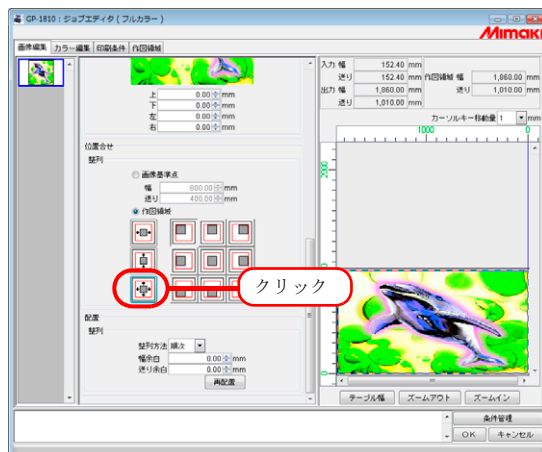 GP-1810 : ジョブエディタ ( フルカラー )
Mimaki
画像編集 カラー編集 印刷条件 作図領域
上 0.00 mm
下 0.00 mm
左 0.00 mm
右 0.00 mm
位置合せ
整列
画像基準点
幅 800.00 mm
送り 400.00 mm
作図領域
クリック
配置
整列
整列方法 順次
幅余白 0.00 mm
送り余白 0.00 mm
再配置
入力 幅 152.40 mm
送り 152.40 mm 作図領域 幅 1,860.00 mm
出力 幅 1,860.00 mm 送り 1,010.00 mm
送り 1,010.00 mm
カーソルキー移動量 1 mm
1000 0
2000
0
テーブル幅 ズームアウト ズームイン
条件管理
OK キャンセル